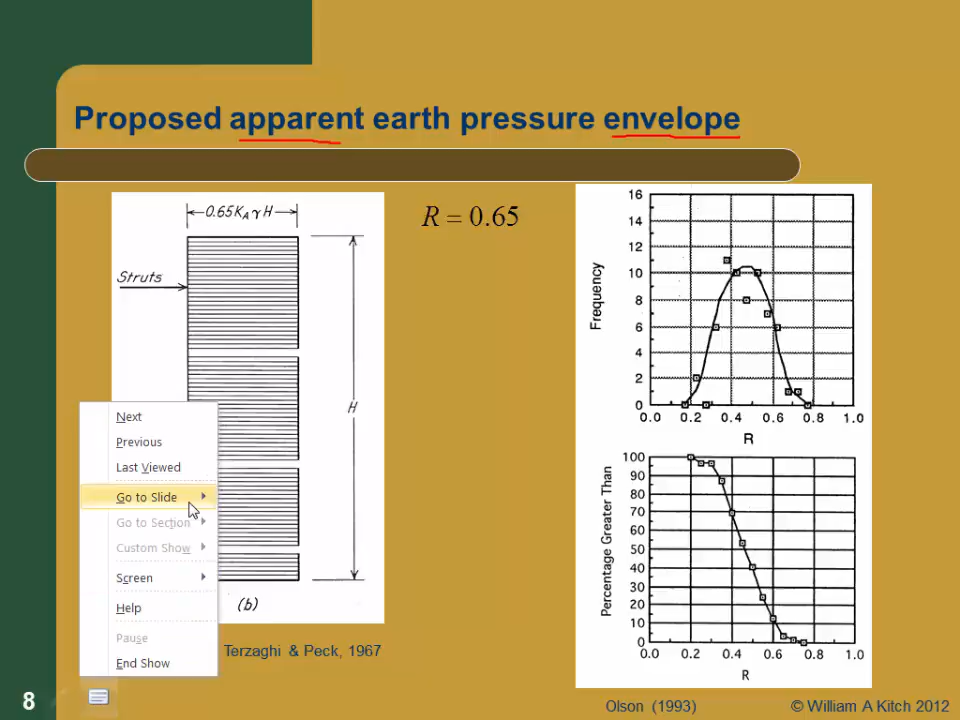 Proposed apparent earth pressure envelope
0.65KAγH
Struts
H
(b)
Terzaghi & Peck, 1967
R = 0.65
Frequency
16
14
12
10
8
6
4
2
0
0.0 0.2 0.4 0.6 0.8 1.0
R
Percentage Greater Than
100
90
80
70
60
50
40
30
20
10
0
0.0 0.2 0.4 0.6 0.8 1.0
R
Next
Previous
Last Viewed
Go to Slide
Go to Section
Custom Show
Screen
Help
Pause
End Show
8
Olson (1993)
© William A Kitch 2012